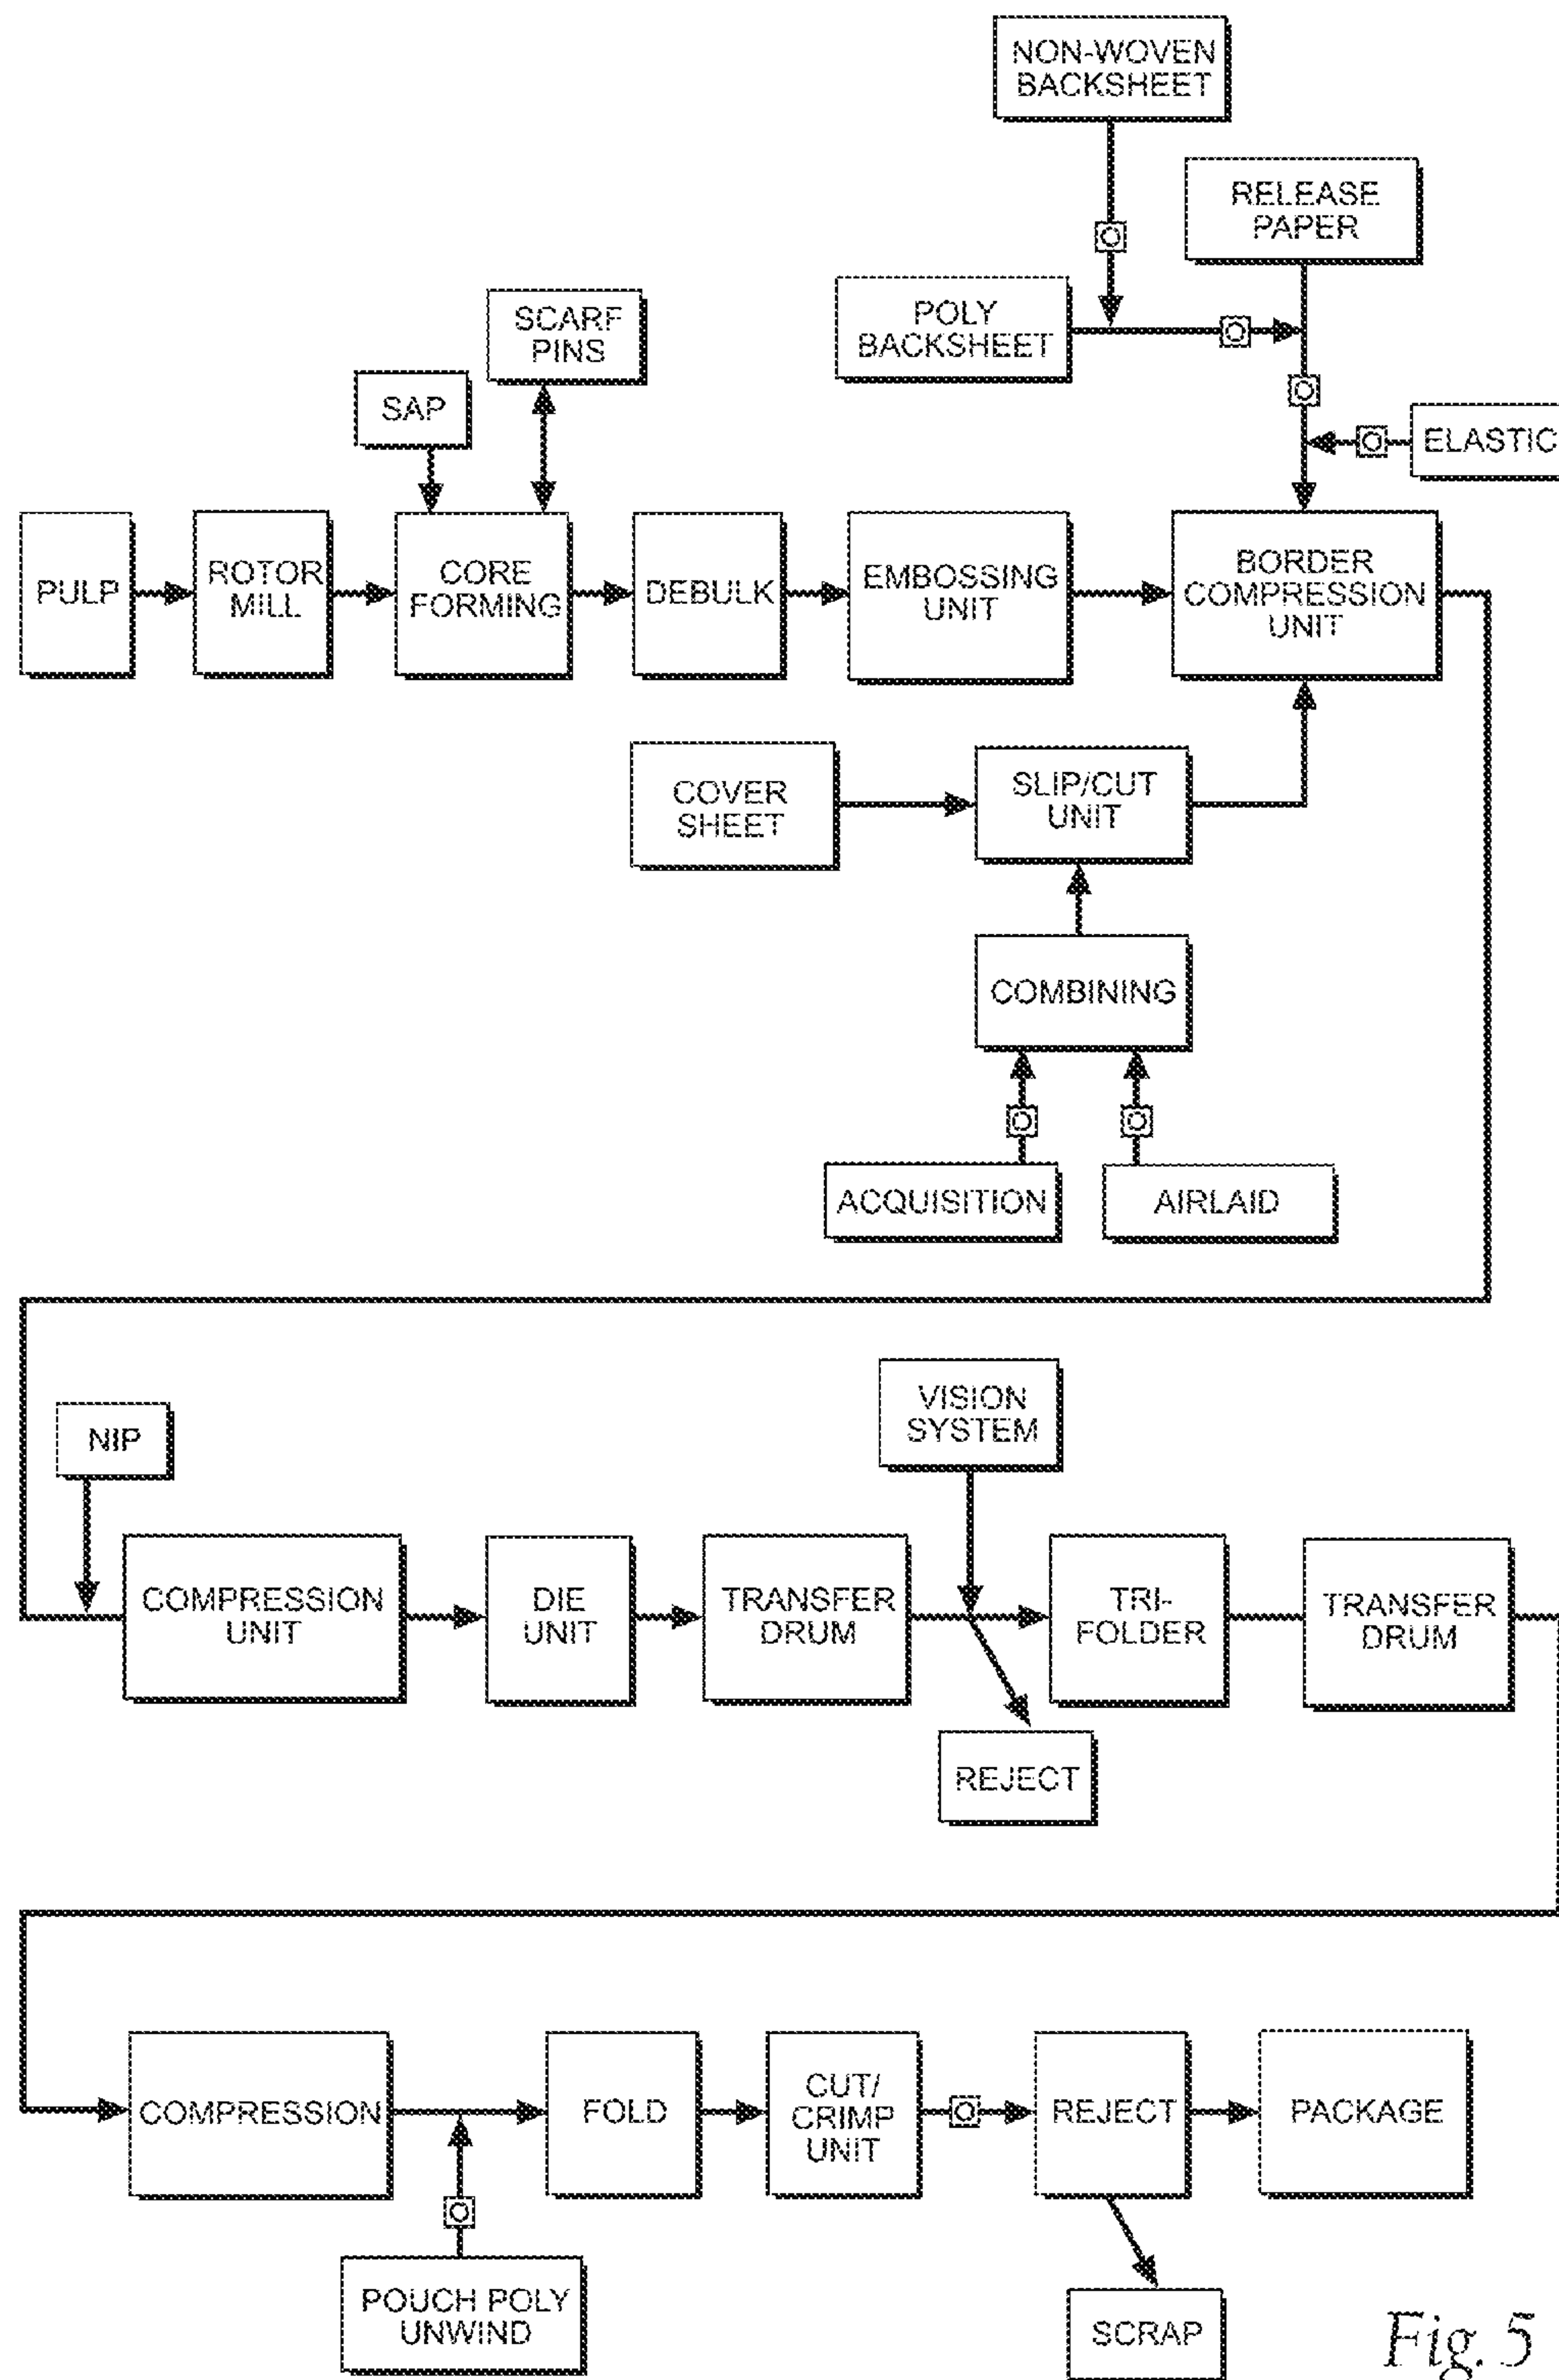 NON-WOVEN
BACKSHEET
RELEASE
PAPER
POLY
BACKSHEET
SCARF
PINS
SAP
ELASTIC
PULP
ROTOR
MILL
CORE
FORMING
DEBULK
EMBOSSING
UNIT
BORDER
COMPRESSION
UNIT
COVER
SHEET
SLIP/CUT
UNIT
COMBINING
ACQUISITION
AIRLAID
NIP
VISION
SYSTEM
COMPRESSION
UNIT
DIE
UNIT
TRANSFER
DRUM
TRI-
FOLDER
TRANSFER
DRUM
REJECT
COMPRESSION
FOLD
CUT/
CRIMP
UNIT
REJECT
PACKAGE
POUCH POLY
UNWIND
SCRAP
Fig. 5